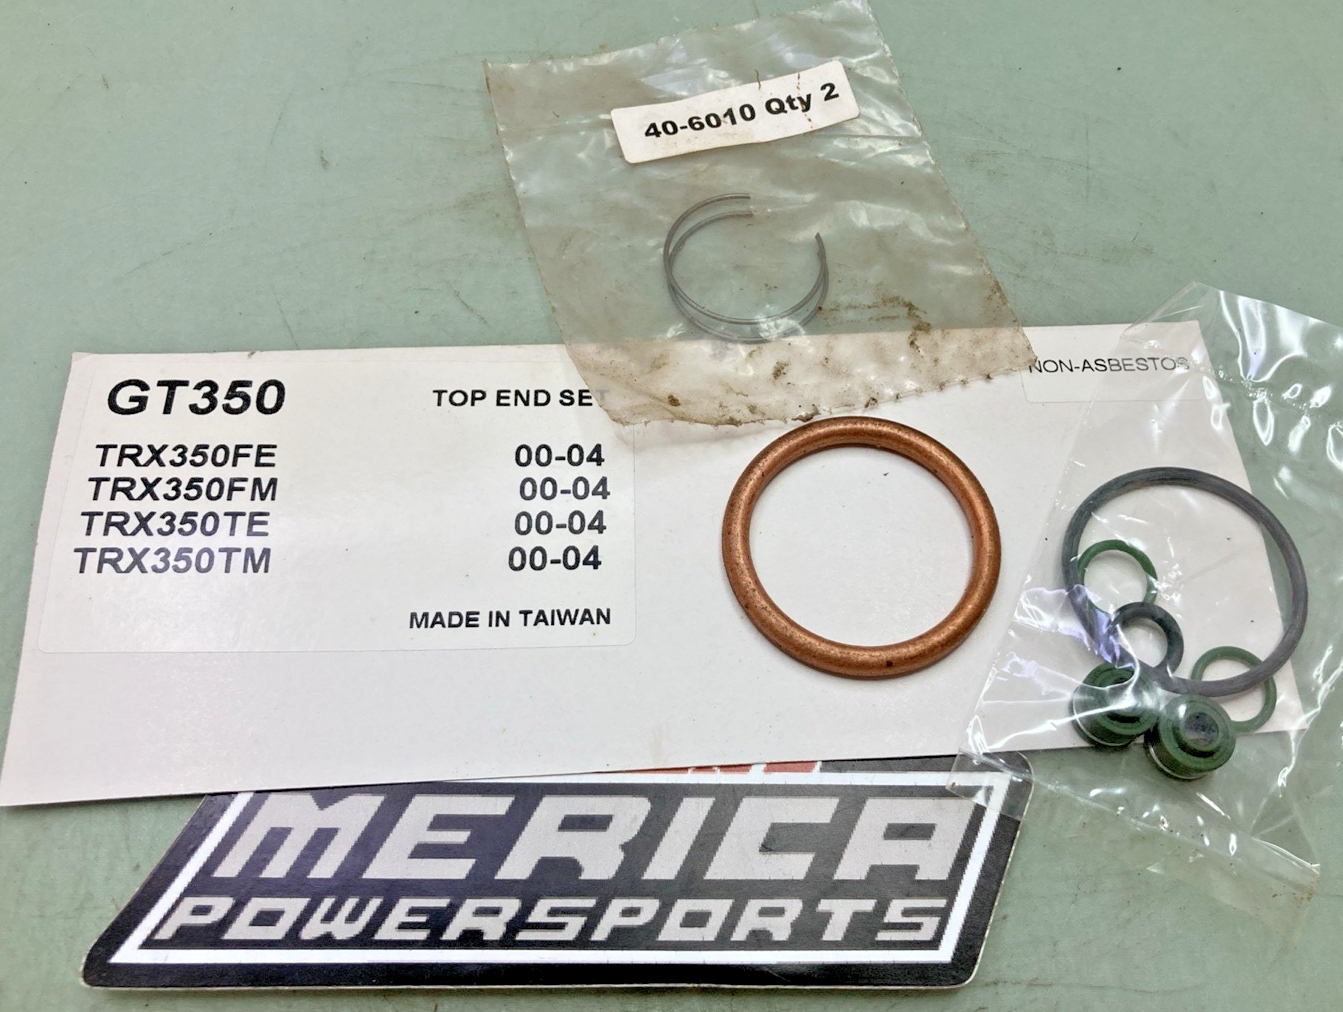 40-6010 Qty 2
GT350 TOP END SET
NON-ASBESTOS
TRX350FE 00-04
TRX350FM 00-04
TRX350TE 00-04
TRX350TM 00-04
MADE IN TAIWAN
MERICA
POWERSPORTS